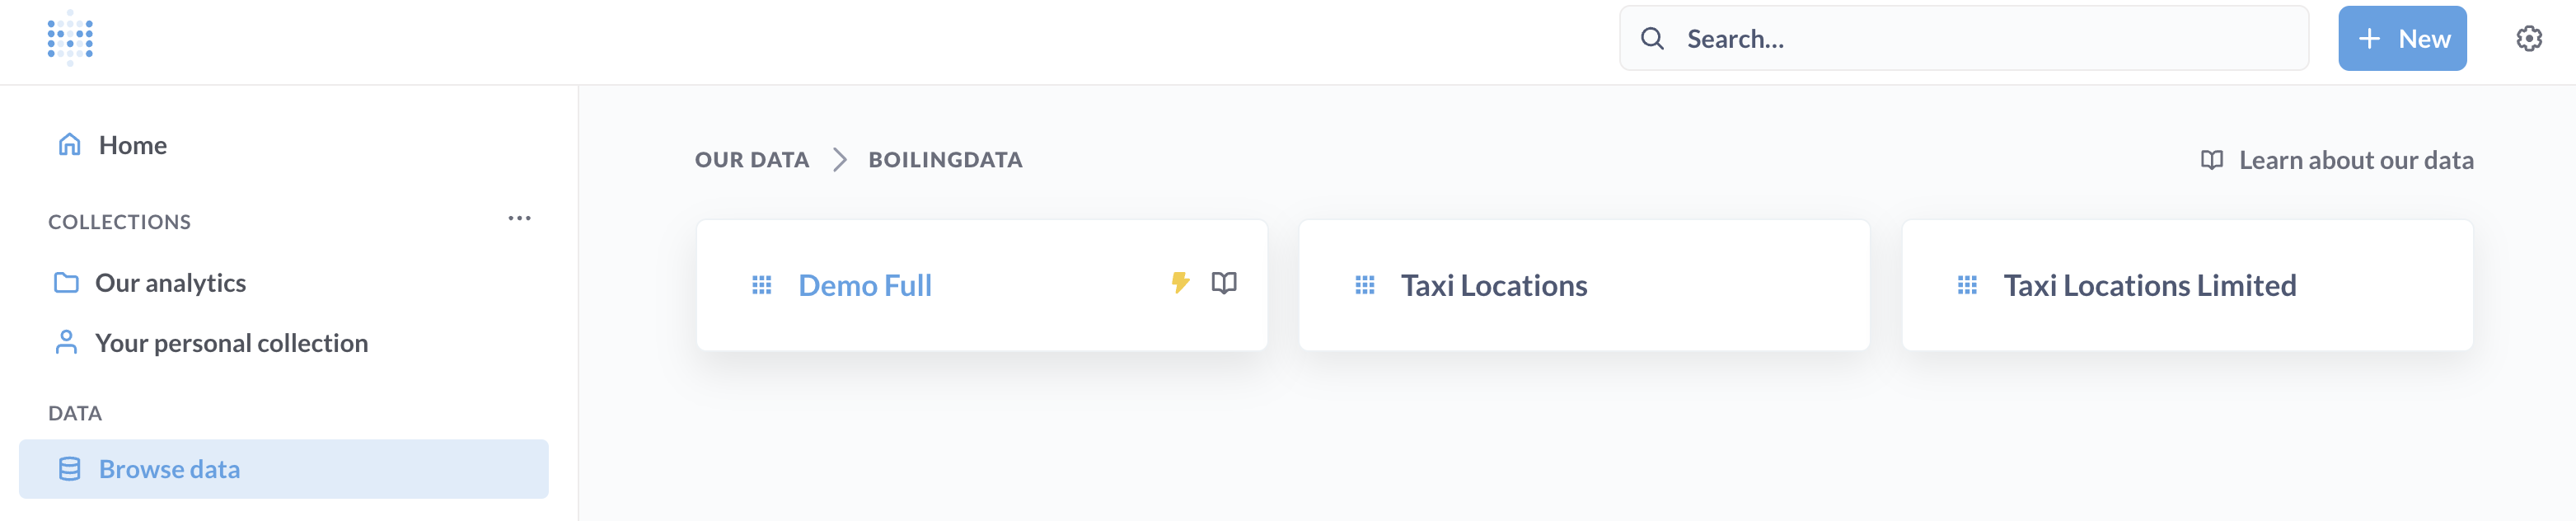 Search...
New
Home
COLLECTIONS
Our analytics
Your personal collection
DATA
Browse data
OUR DATA
BOILINGDATA
Learn about our data
Demo Full
Taxi Locations
Taxi Locations Limited